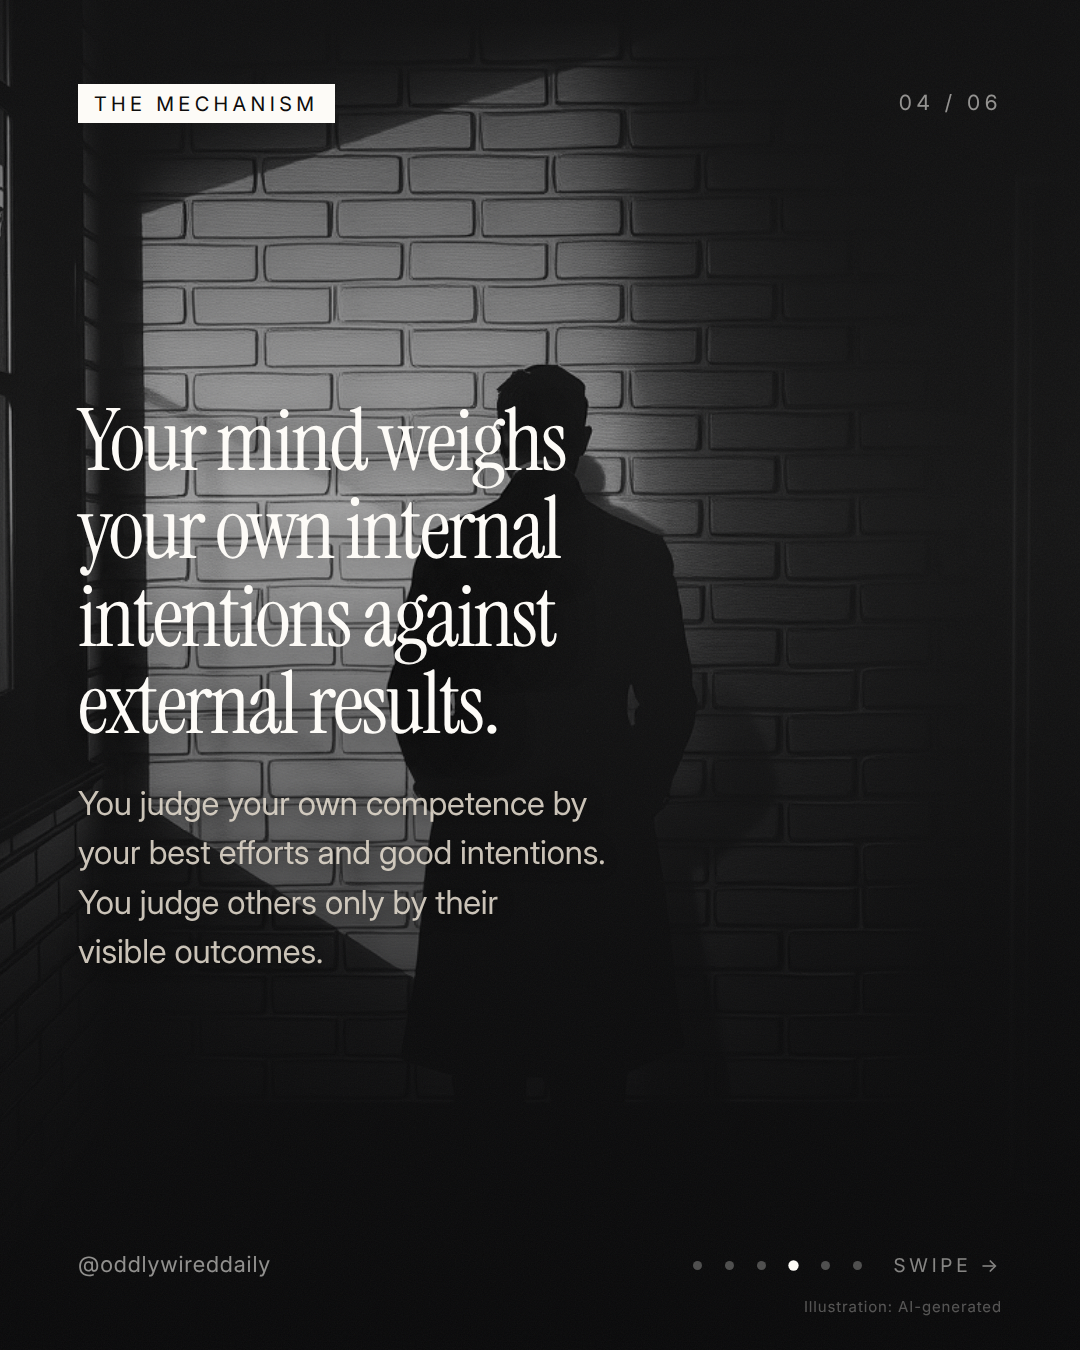 THE MECHANISM
04 / 06
Your mind weighs
your own internal
intentions against
external results.
You judge your own competence by
your best efforts and good intentions.
You judge others only by their
visible outcomes.
@oddlywireddaily
SWIPE →
Illustration: AI-generated